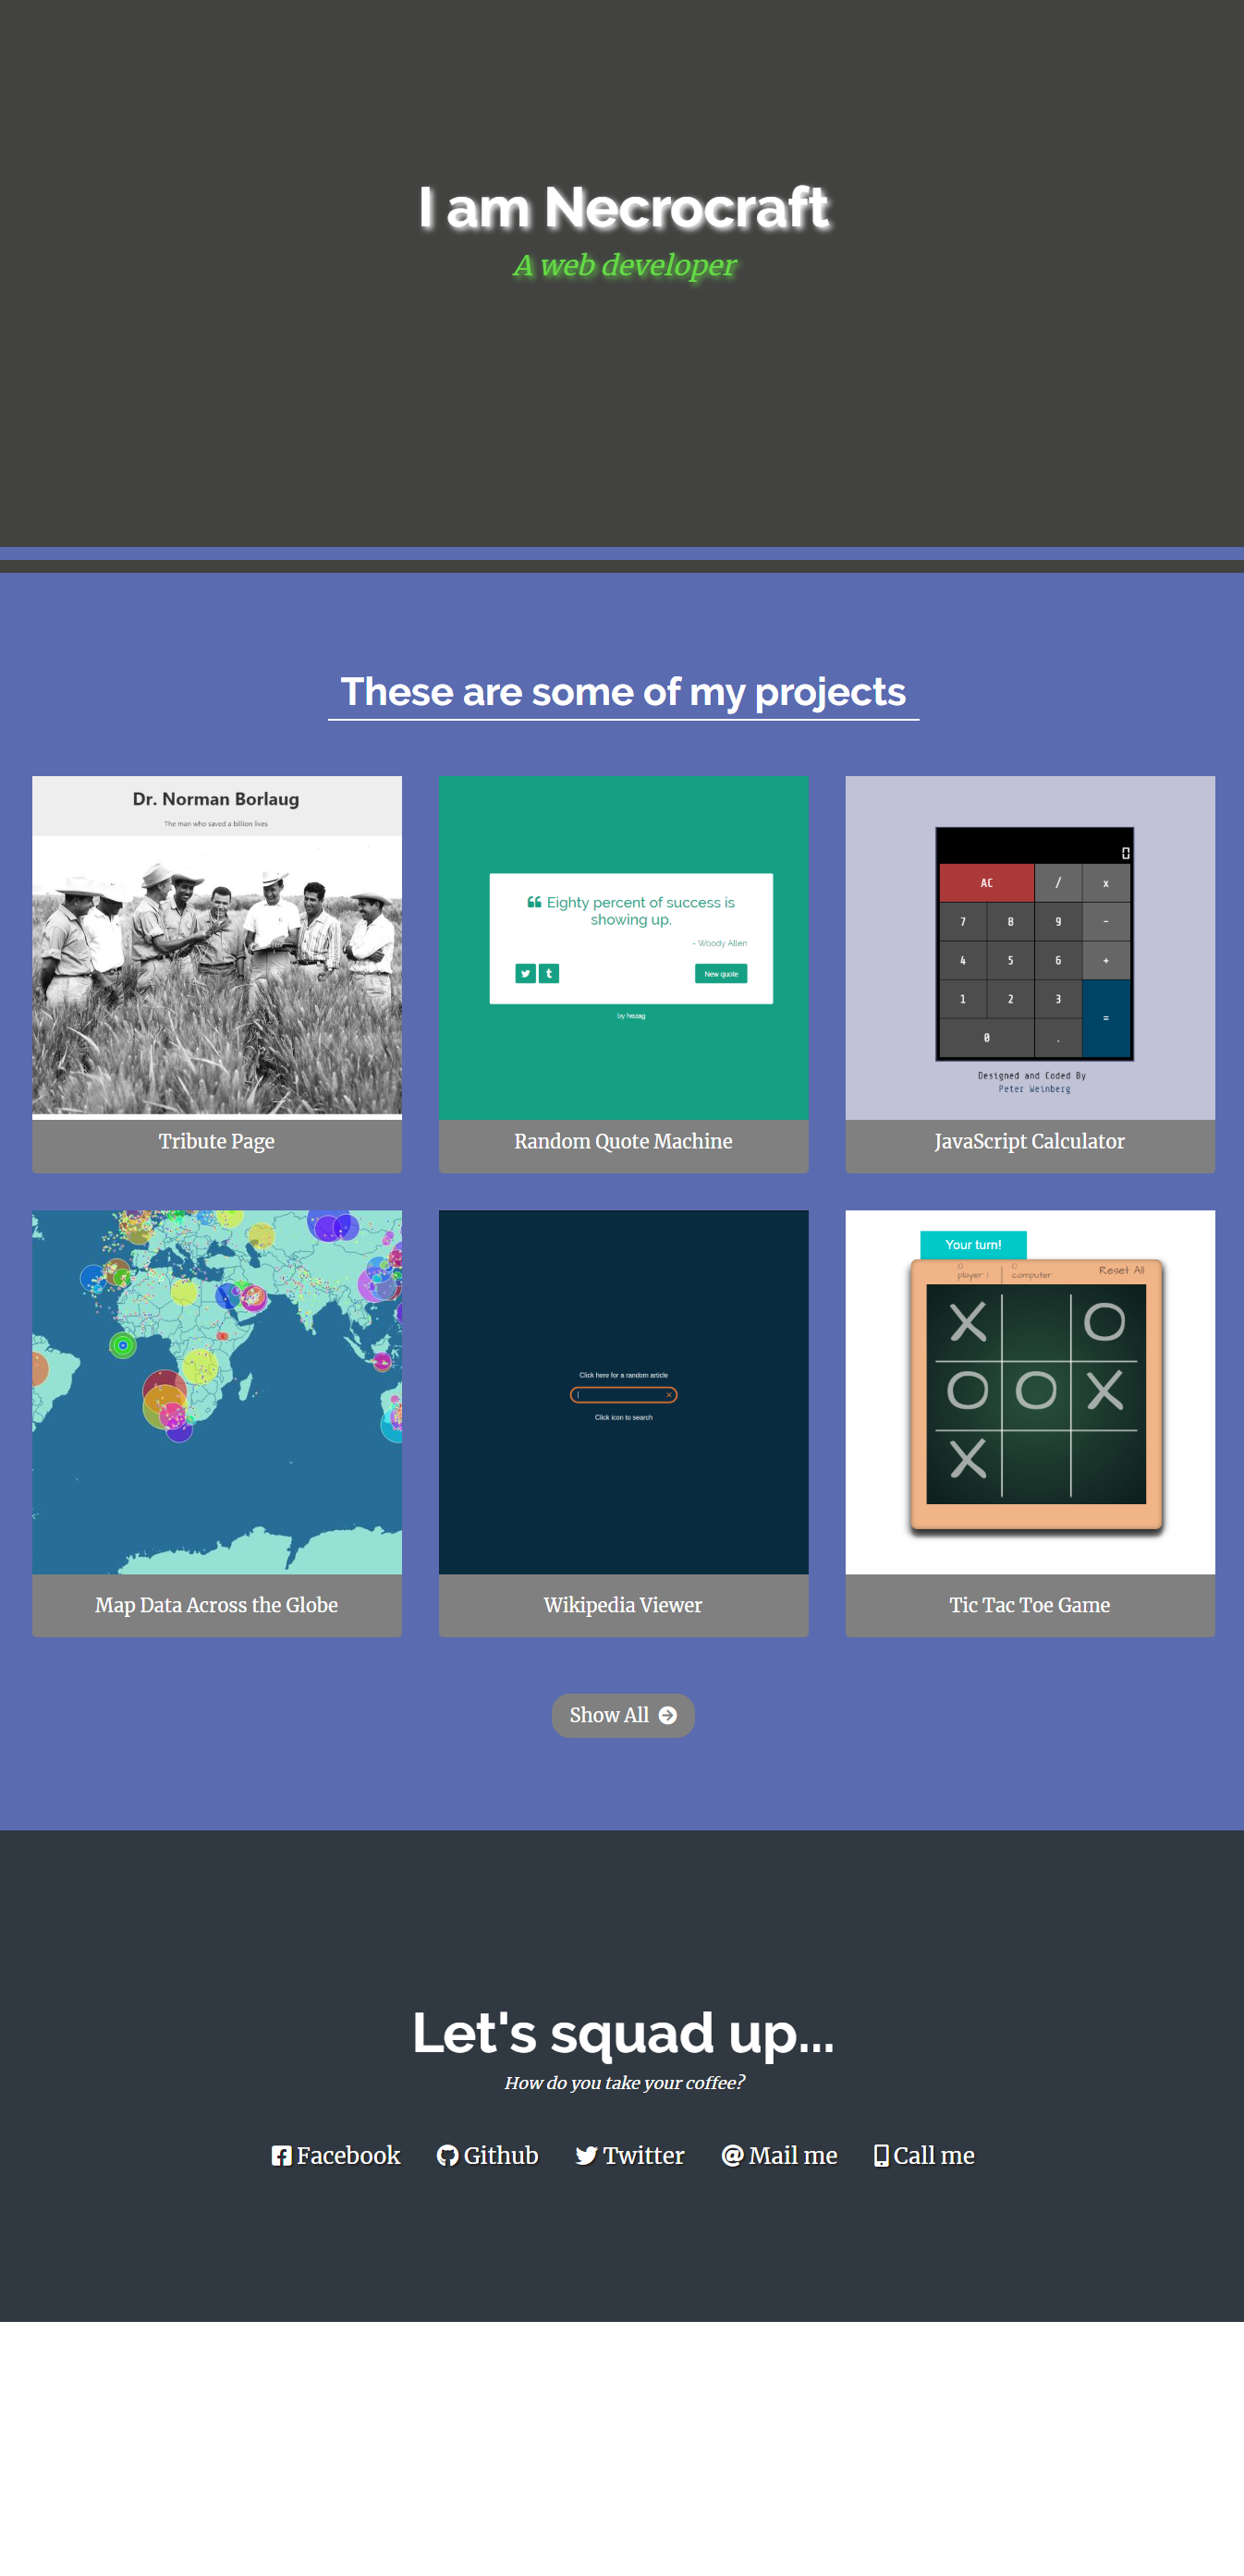 I am Necrocraft
A web developer
These are some of my projects
Dr. Norman Borlaug
The man who saved a billion lives
Tribute Page
Eighty percent of success is
showing up.
- Woody Allen
New quote
by hezag
Random Quote Machine
0
AC / x
7 8 9 -
4 5 6 +
1 2 3 =
0 .
Designed and Coded By
Peter Weinberg
JavaScript Calculator
Map Data Across the Globe
Click here for a random article
Click icon to search
Wikipedia Viewer
Your turn!
0 0
player 1 computer Reset All
X O
O O X
X
Tic Tac Toe Game
Show All
Let's squad up...
How do you take your coffee?
Facebook Github Twitter Mail me Call me